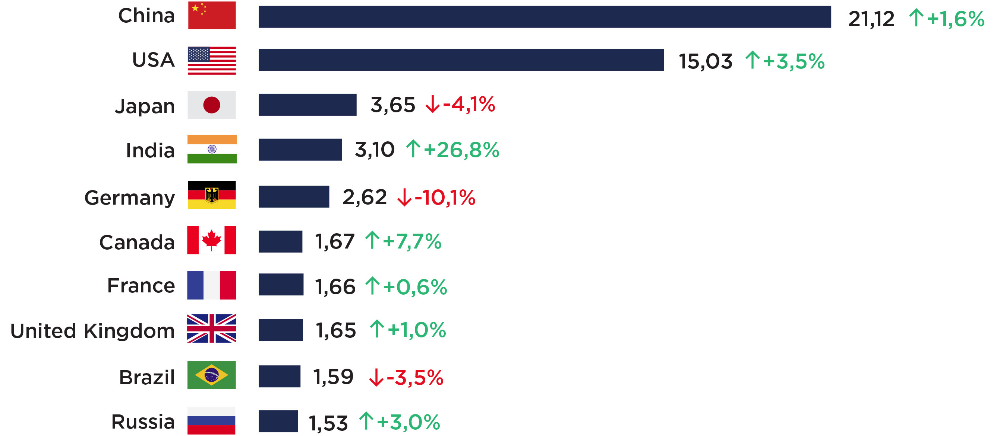 China 21,12 ↑+1,6%
USA 15,03 ↑+3,5%
Japan 3,65 ↓-4,1%
India 3,10 ↑+26,8%
Germany 2,62 ↓-10,1%
Canada 1,67 ↑+7,7%
France 1,66 ↑+0,6%
United Kingdom 1,65 ↑+1,0%
Brazil 1,59 ↓-3,5%
Russia 1,53 ↑+3,0%